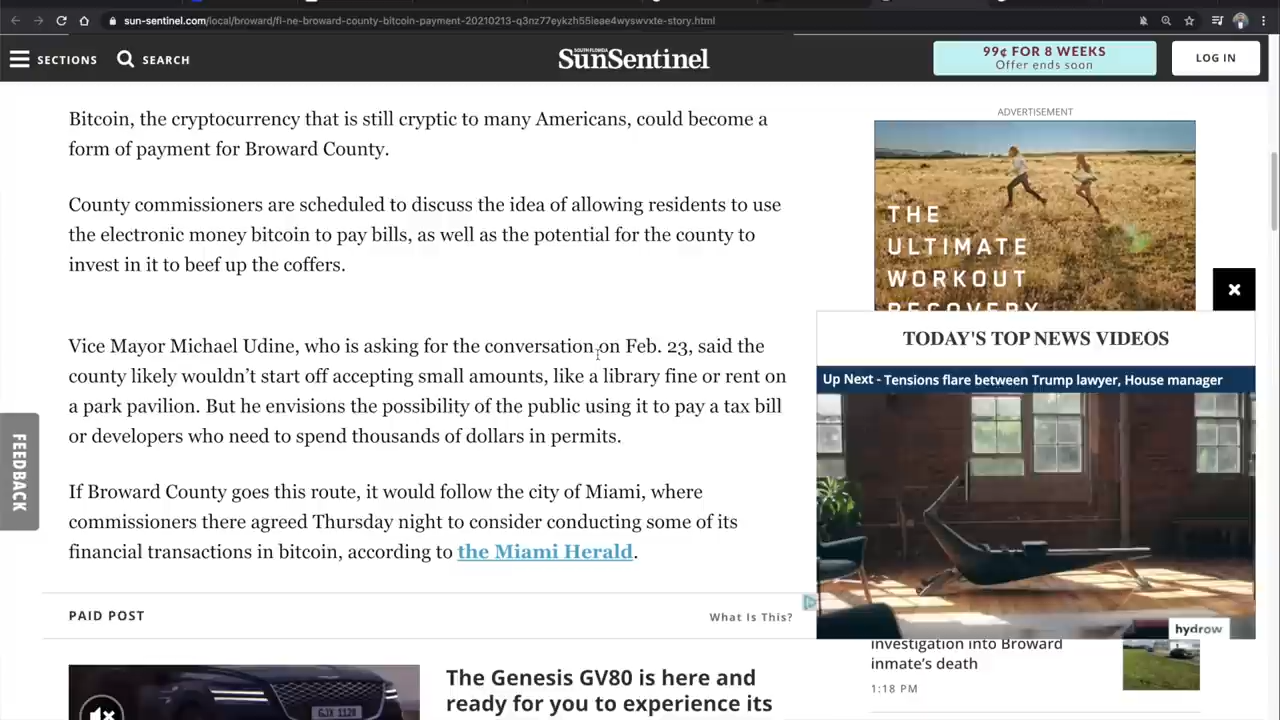 sun-sentinel.com/local/broward/fl-ne-broward-county-bitcoin-payment-20210213-q3nz77eykzh55ieae4wyswvxte-story.html
SECTIONS
SEARCH
SOUTH FLORIDA
SunSentinel
99¢ FOR 8 WEEKS
Offer ends soon
LOG IN
Bitcoin, the cryptocurrency that is still cryptic to many Americans, could become a
form of payment for Broward County.
County commissioners are scheduled to discuss the idea of allowing residents to use
the electronic money bitcoin to pay bills, as well as the potential for the county to
invest in it to beef up the coffers.
Vice Mayor Michael Udine, who is asking for the conversation on Feb. 23, said the
county likely wouldn’t start off accepting small amounts, like a library fine or rent on
a park pavilion. But he envisions the possibility of the public using it to pay a tax bill
or developers who need to spend thousands of dollars in permits.
If Broward County goes this route, it would follow the city of Miami, where
commissioners there agreed Thursday night to consider conducting some of its
financial transactions in bitcoin, according to the Miami Herald.
PAID POST
What Is This?
The Genesis GV80 is here and
ready for you to experience its
GJX 1128
FEEDBACK
ADVERTISEMENT
THE
ULTIMATE
WORKOUT
RECOVERY
TODAY'S TOP NEWS VIDEOS
Up Next - Tensions flare between Trump lawyer, House manager
hydrow
investigation into Broward
inmate’s death
1:18 PM